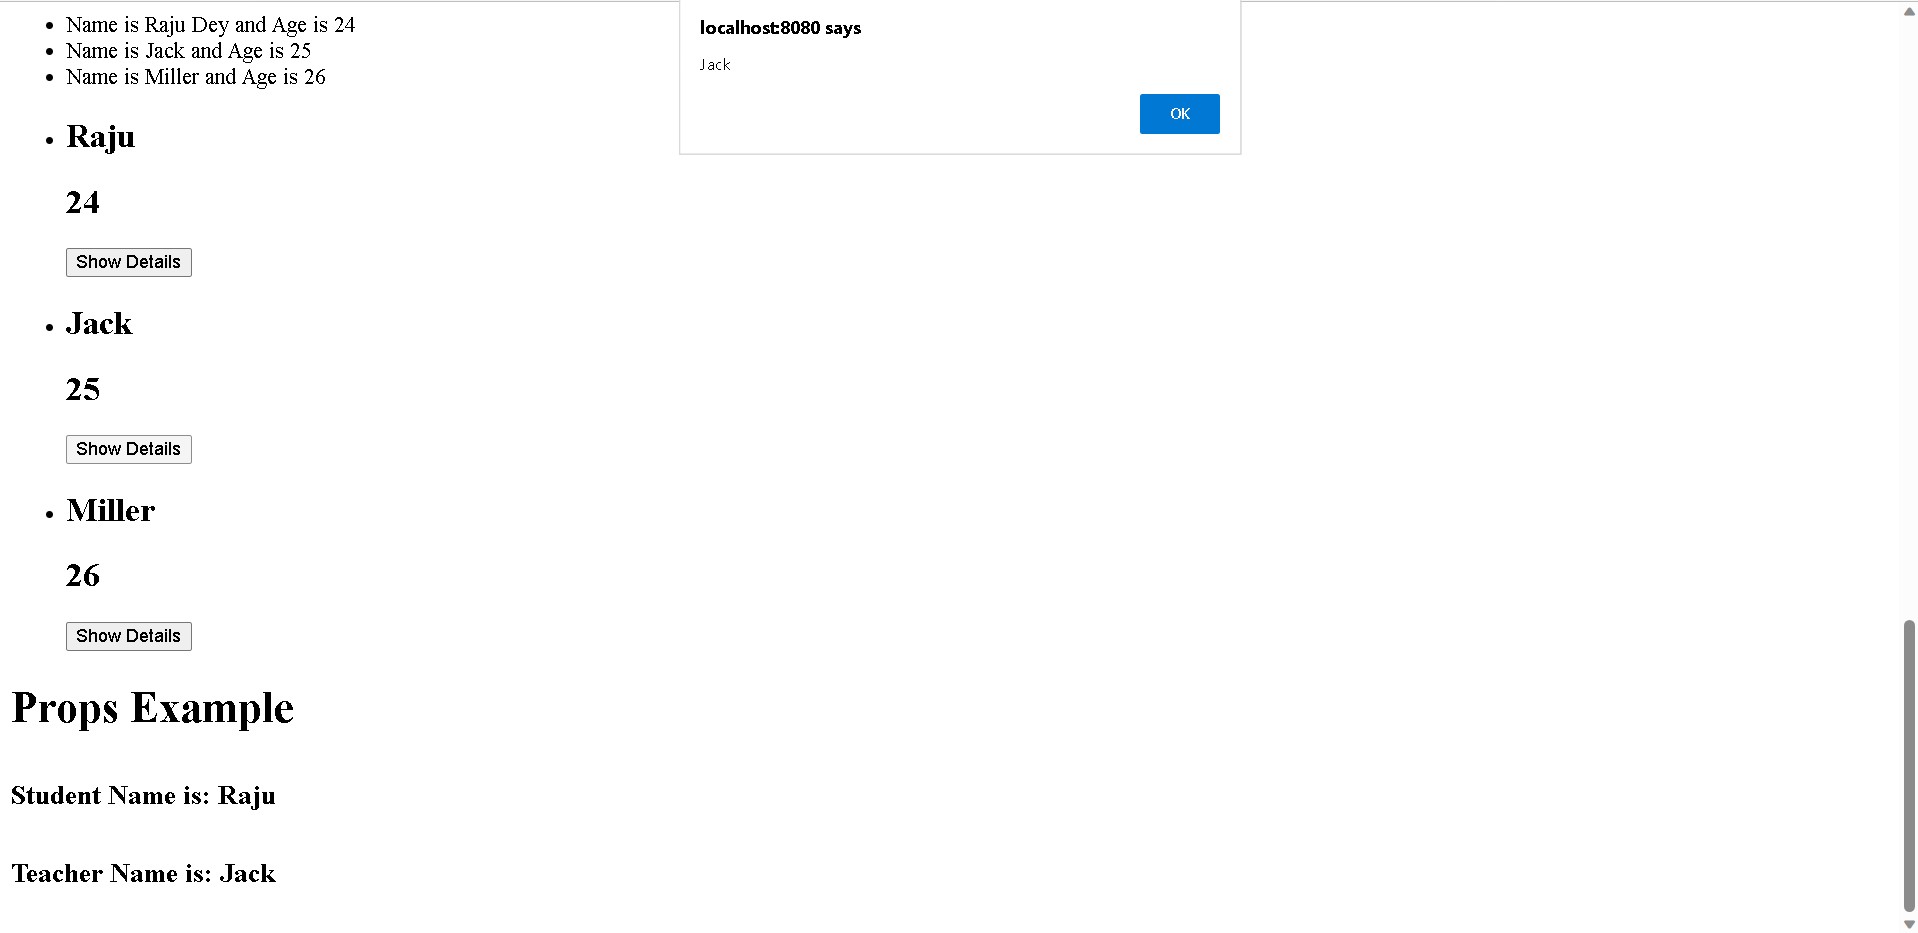 Name is Raju Dey and Age is 24
Name is Jack and Age is 25
Name is Miller and Age is 26
localhost:8080 says
Jack
OK
Raju
24
Show Details
Jack
25
Show Details
Miller
26
Show Details
Props Example
Student Name is: Raju
Teacher Name is: Jack